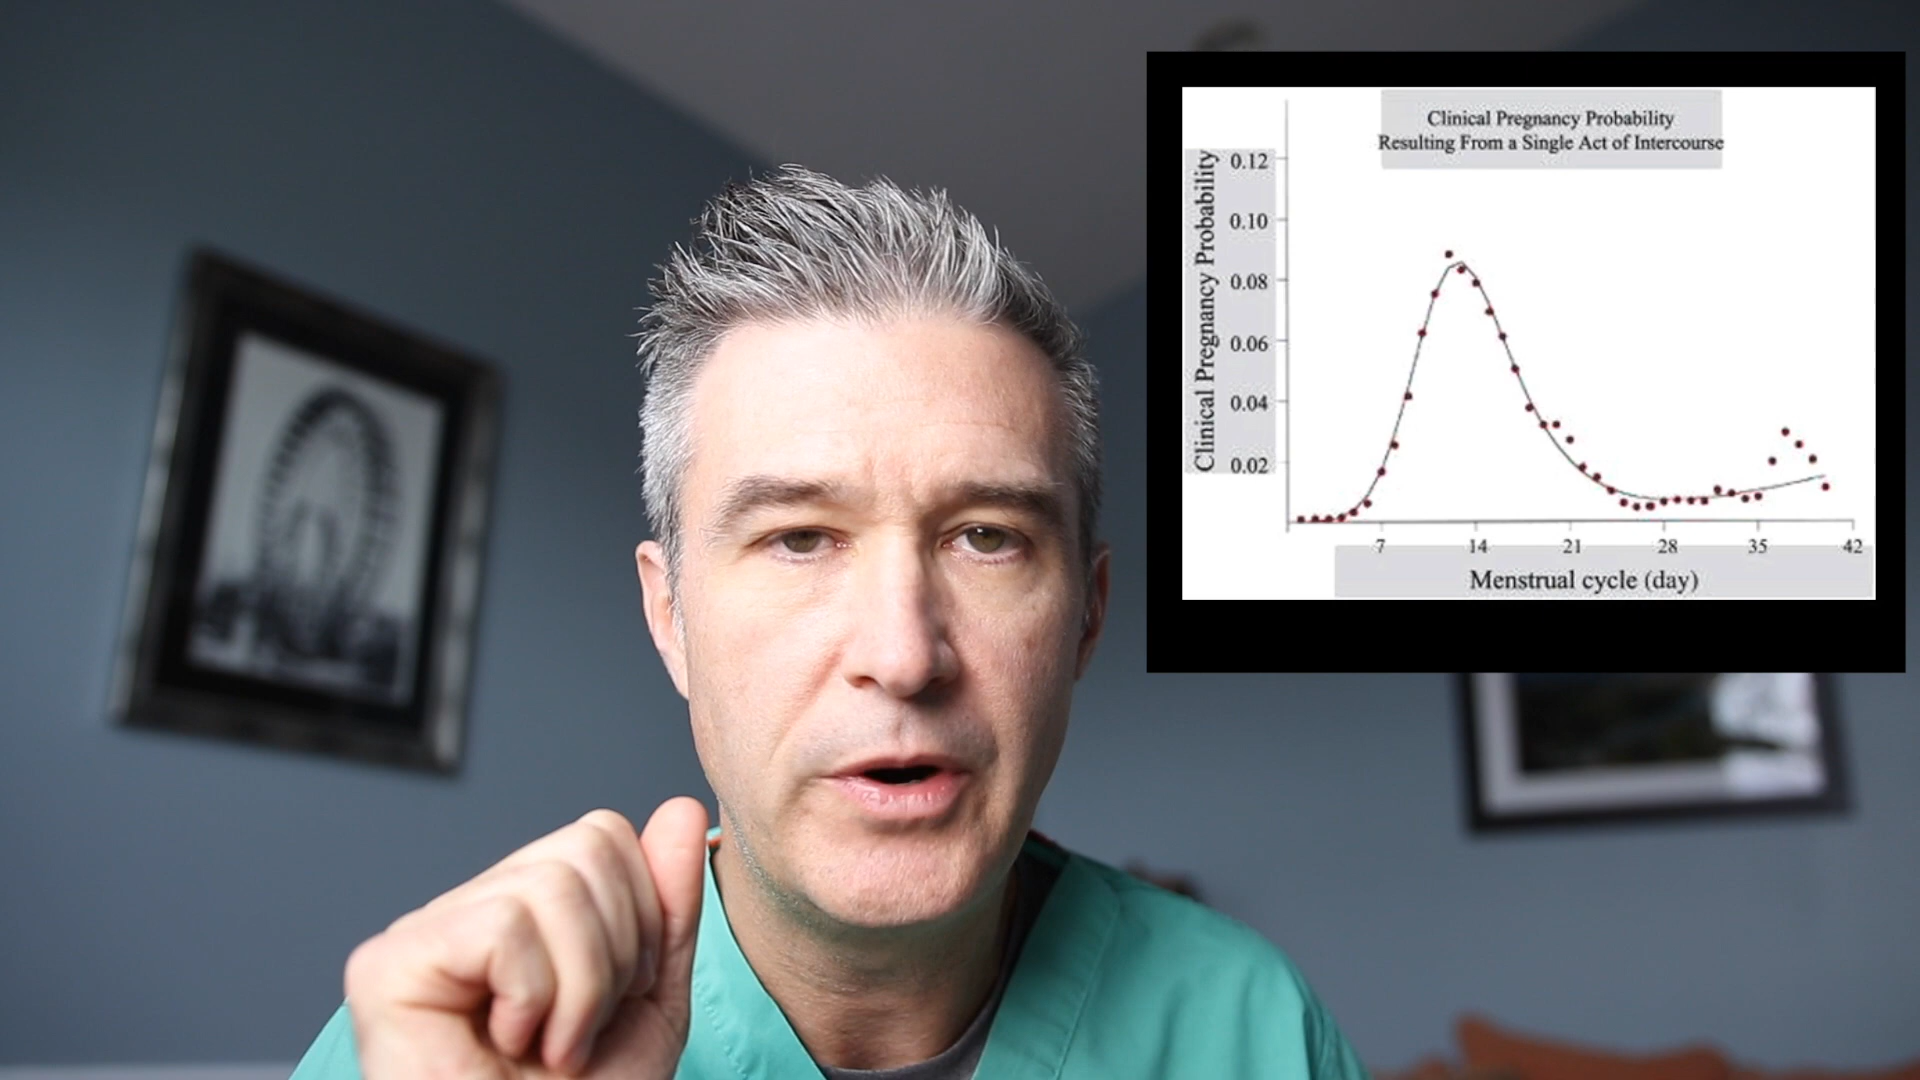 Clinical Pregnancy Probability
Resulting From a Single Act of Intercourse
Clinical Pregnancy Probability
0.12
0.10
0.08
0.06
0.04
0.02
7 14 21 28 35 42
Menstrual cycle (day)